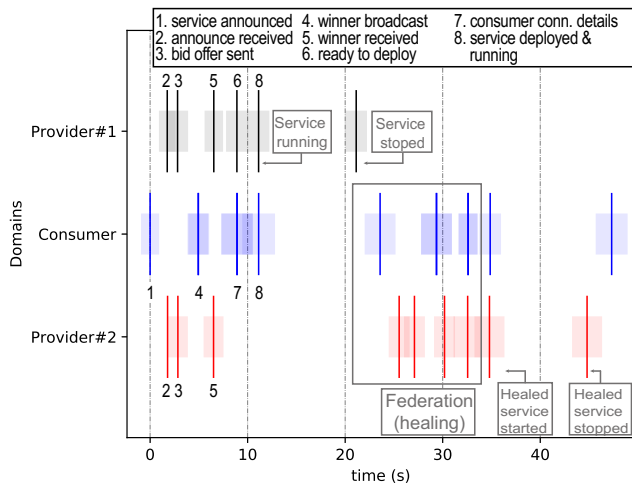 1. service announced 4. winner broadcast 7. consumer conn. details
2. announce received 5. winner received 8. service deployed &
3. bid offer sent 6. ready to deploy running
2 3 5 6 8
Provider#1
Service
running
Service
stoped
Consumer
1 4 7 8
Provider#2
2 3 5
Federation
(healing)
Healed
service
started
Healed
service
stopped
Domains
0 10 20 30 40
time (s)